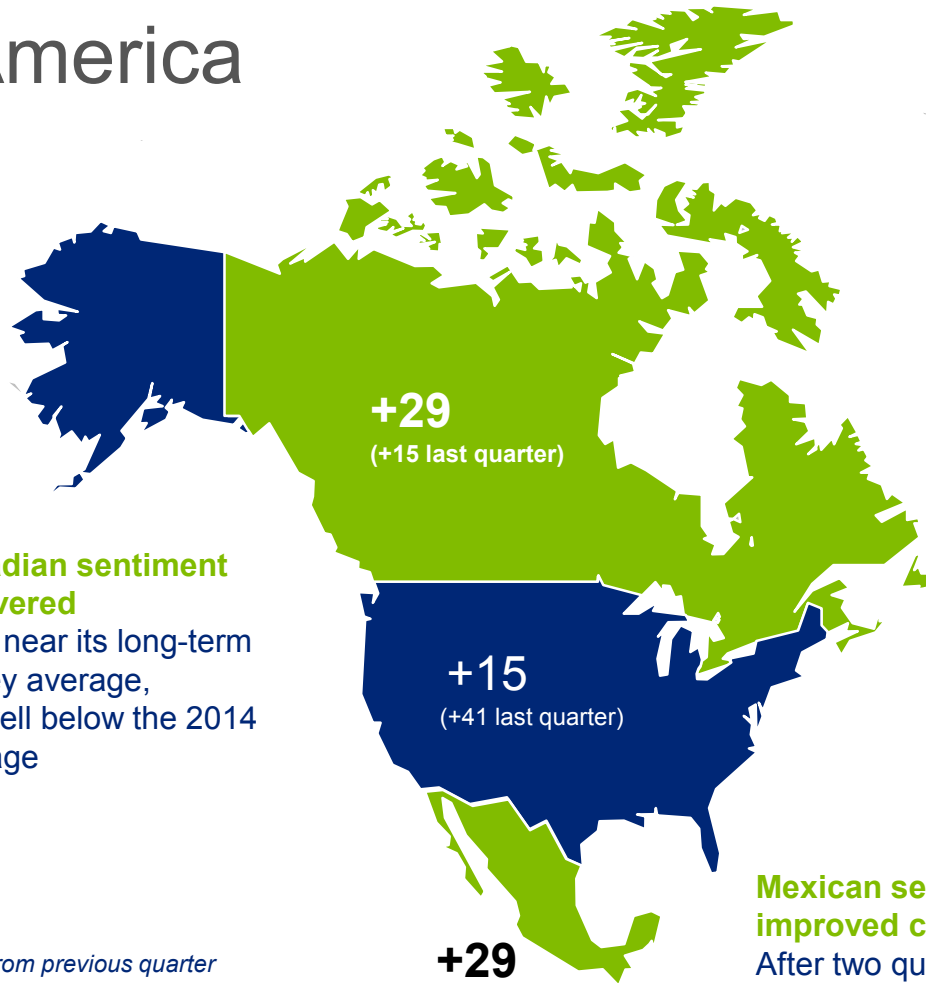 America
+29
(+15 last quarter)
dian sentiment
vered
near its long-term
y average,
ell below the 2014
age
+15
(+41 last quarter)
Mexican se
improved c
After two qu
+29
rom previous quarter